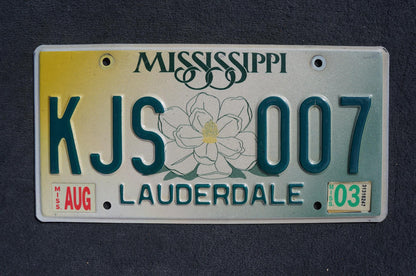 MISSISSIPPI
KJS 007
MISS AUG LAUDERDALE 03